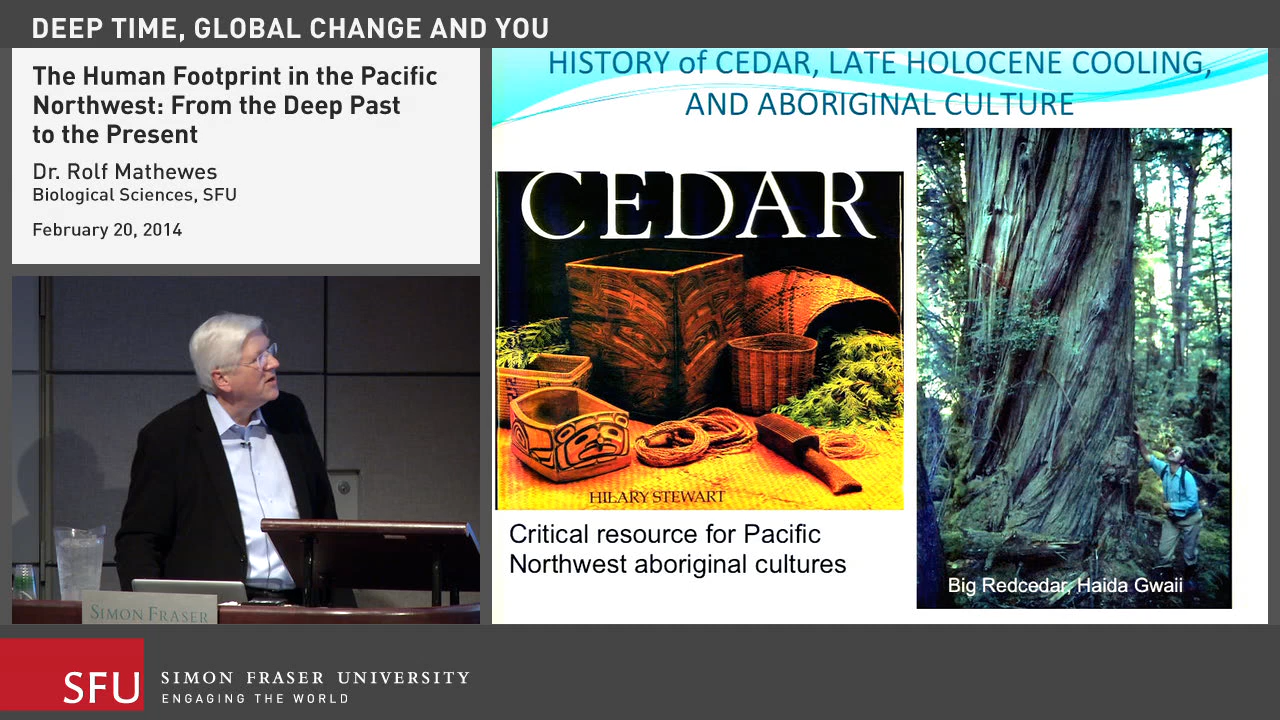 DEEP TIME, GLOBAL CHANGE AND YOU
The Human Footprint in the Pacific
Northwest: From the Deep Past
to the Present
Dr. Rolf Mathewes
Biological Sciences, SFU
February 20, 2014
HISTORY of CEDAR, LATE HOLOCENE COOLING,
AND ABORIGINAL CULTURE
CEDAR
HILARY STEWART
Critical resource for Pacific
Northwest aboriginal cultures
Big Redcedar, Haida Gwaii
SIMON FRASER
SFU
SIMON FRASER UNIVERSITY
ENGAGING THE WORLD